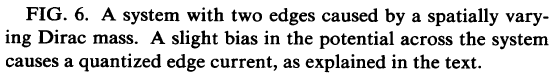 FIG. 6. A system with two edges caused by a spatially vary-
ing Dirac mass. A slight bias in the potential across the system
causes a quantized edge current, as explained in the text.